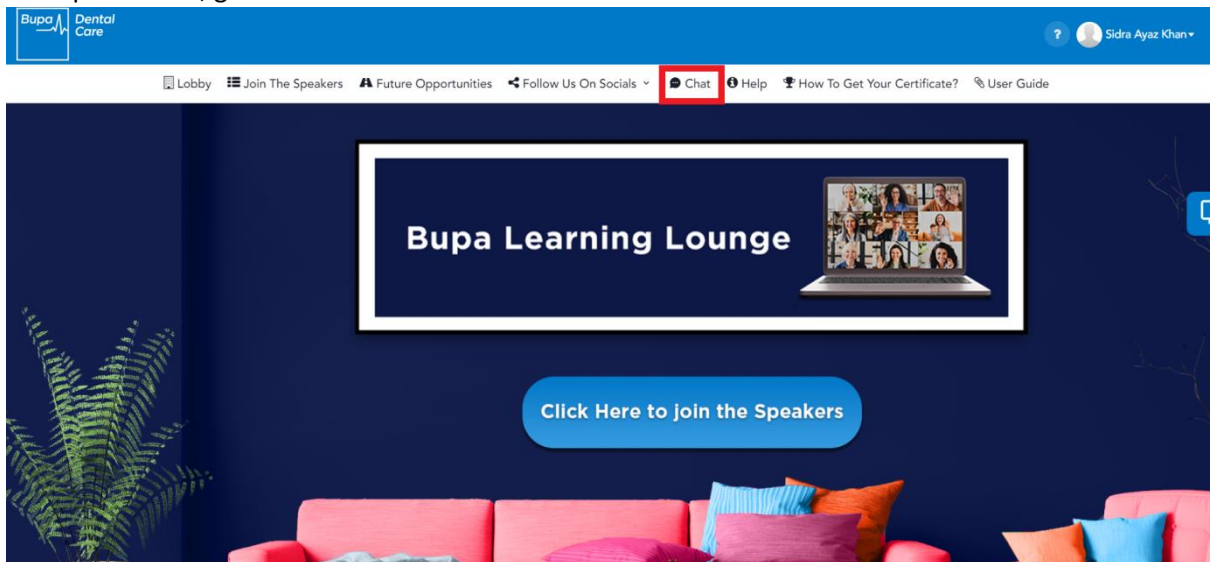 Bupa Dental
Care
? Sidra Ayaz Khan
Lobby Join The Speakers Future Opportunities Follow Us On Socials Chat Help How To Get Your Certificate? User Guide
Bupa Learning Lounge
Click Here to join the Speakers